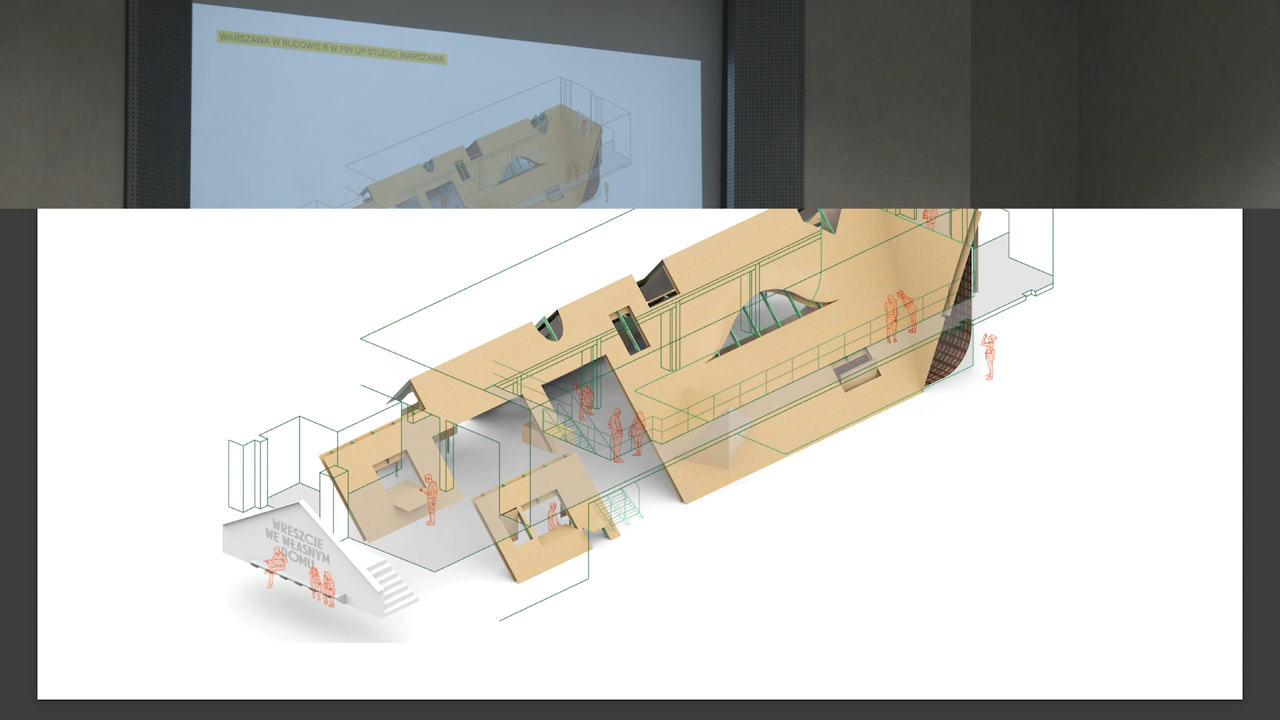 WARSZAWA W BUDOWIE 8 W PIN UP STUDIO, WARSZAWA
WRESZCIE
WE WŁASNYM
DOMU